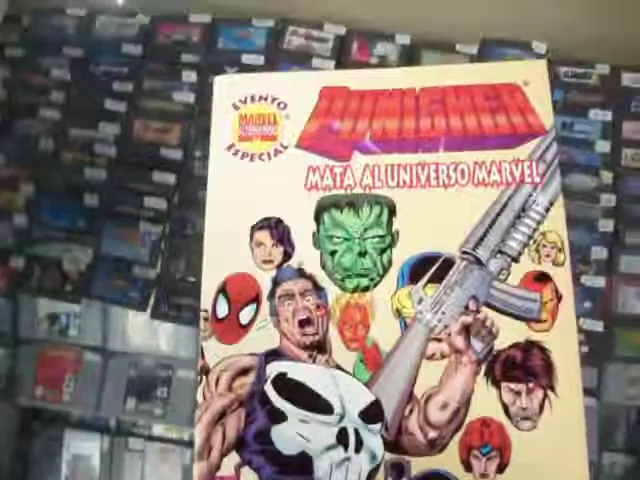 EVENTO
MARVEL
ESPECIAL
PUNISHER
MATA AL UNIVERSO MARVEL